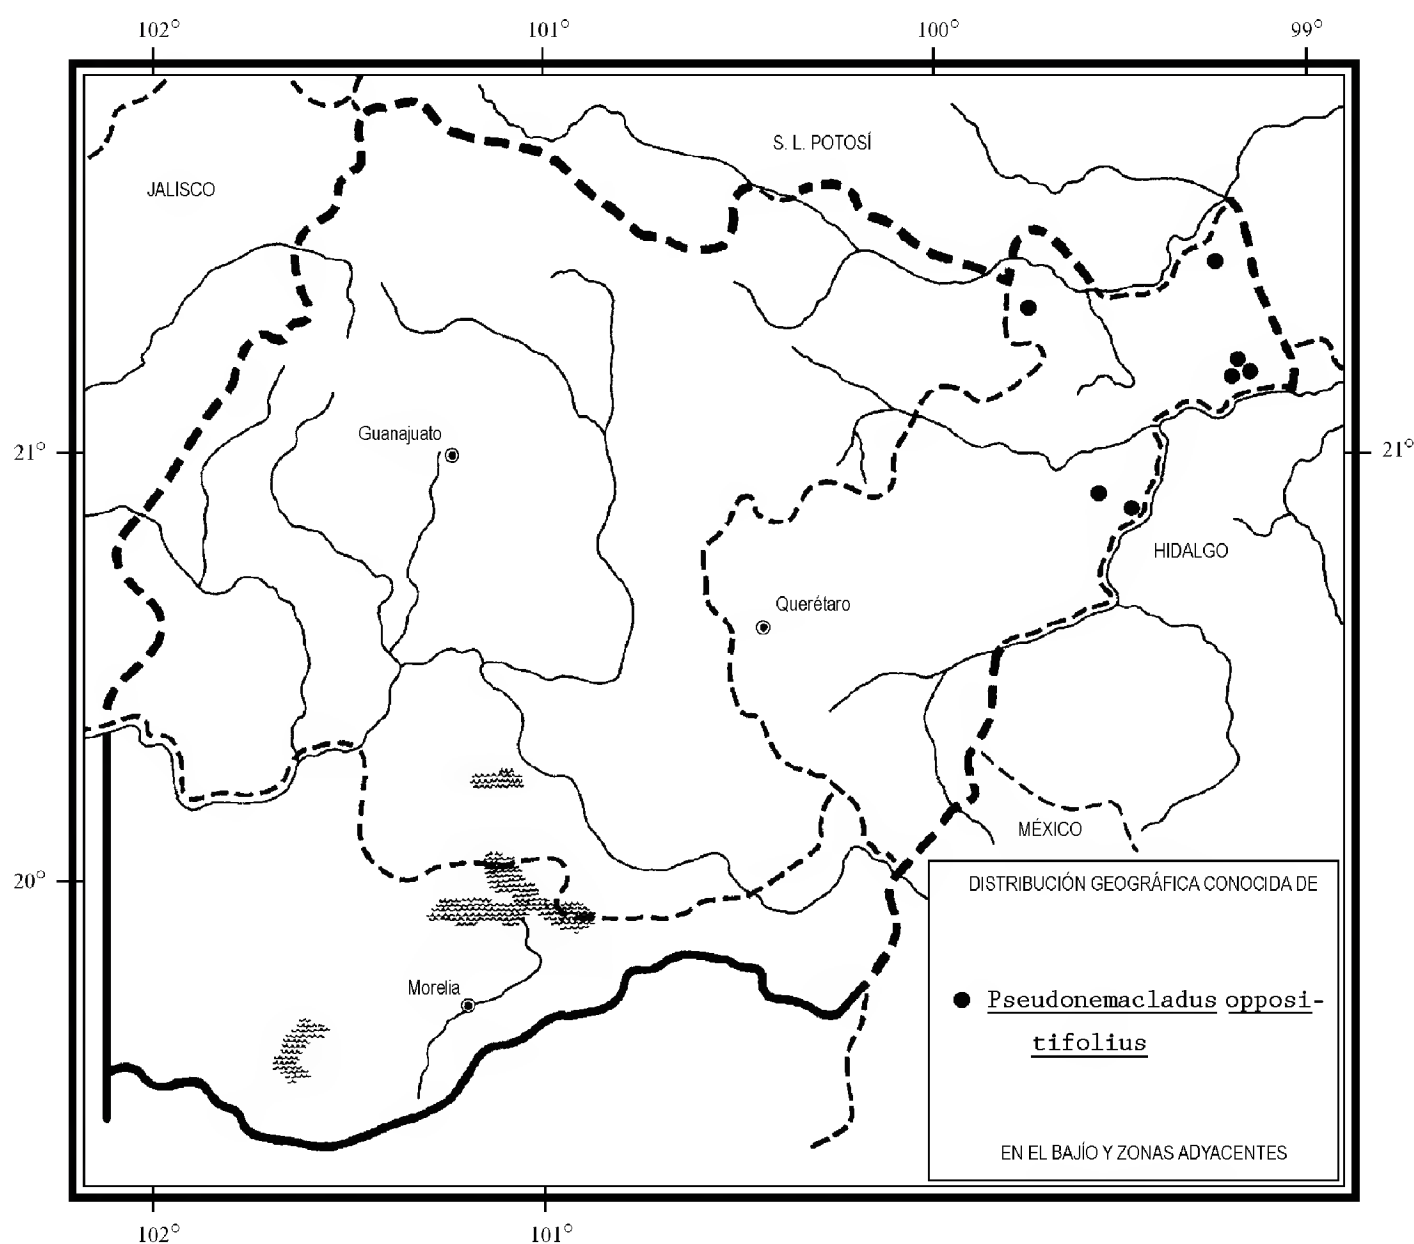 102° 101° 100° 99°
S. L. POTOSÍ
JALISCO
Guanajuato
21° 21°
HIDALGO
Querétaro
MÉXICO
20°
DISTRIBUCIÓN GEOGRÁFICA CONOCIDA DE
Morelia
Pseudonemacladus opposi-
tifolius
EN EL BAJÍO Y ZONAS ADYACENTES
102° 101°